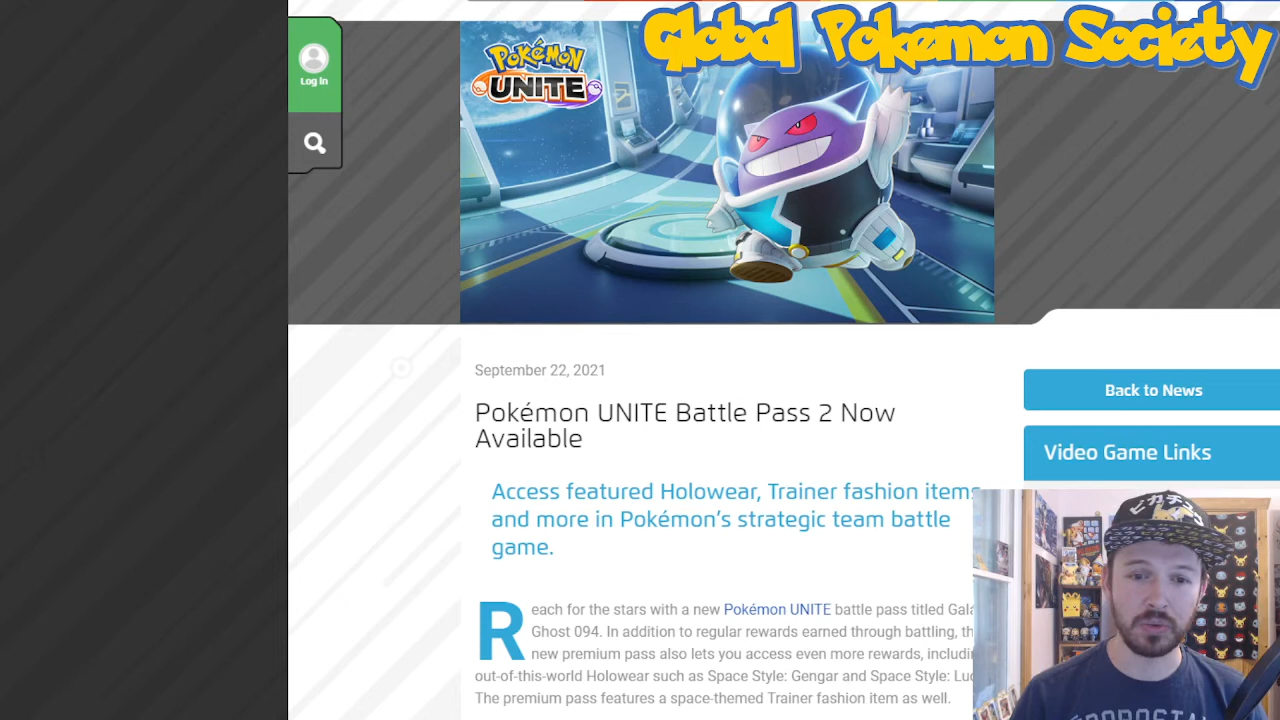 Global Pokemon Society
Pokémon
UNITE
Log In
September 22, 2021
Back to News
Pokémon UNITE Battle Pass 2 Now
Available
Video Game Links
Access featured Holowear, Trainer fashion items
and more in Pokémon’s strategic team battle
game.
Reach for the stars with a new Pokémon UNITE battle pass titled
Ghost 094. In addition to regular rewards earned through battling,
new premium pass also lets you access even more rewards,
out-of-this-world Holowear such as Space Style: Gengar and Space Style:
The premium pass features a space-themed Trainer fashion item as well.